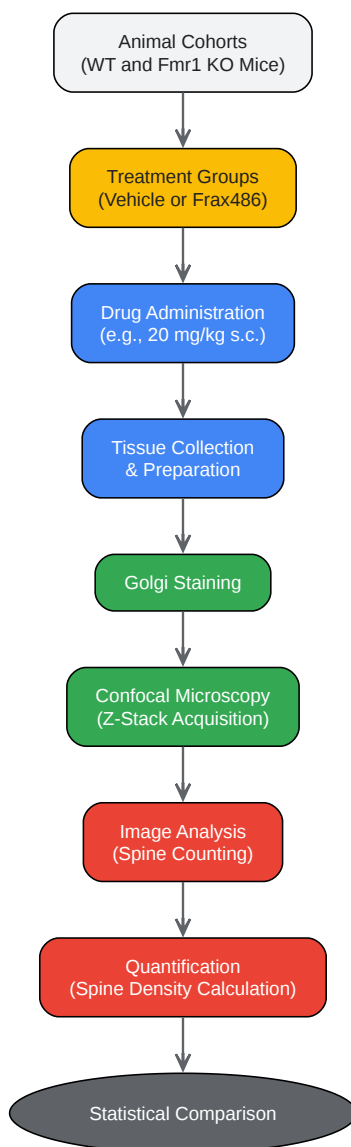 Animal Cohorts
(WT and Fmr1 KO Mice)
Treatment Groups
(Vehicle or Frax486)
Drug Administration
(e.g., 20 mg/kg s.c.)
Tissue Collection
& Preparation
Golgi Staining
Confocal Microscopy
(Z-Stack Acquisition)
Image Analysis
(Spine Counting)
Quantification
(Spine Density Calculation)
Statistical Comparison